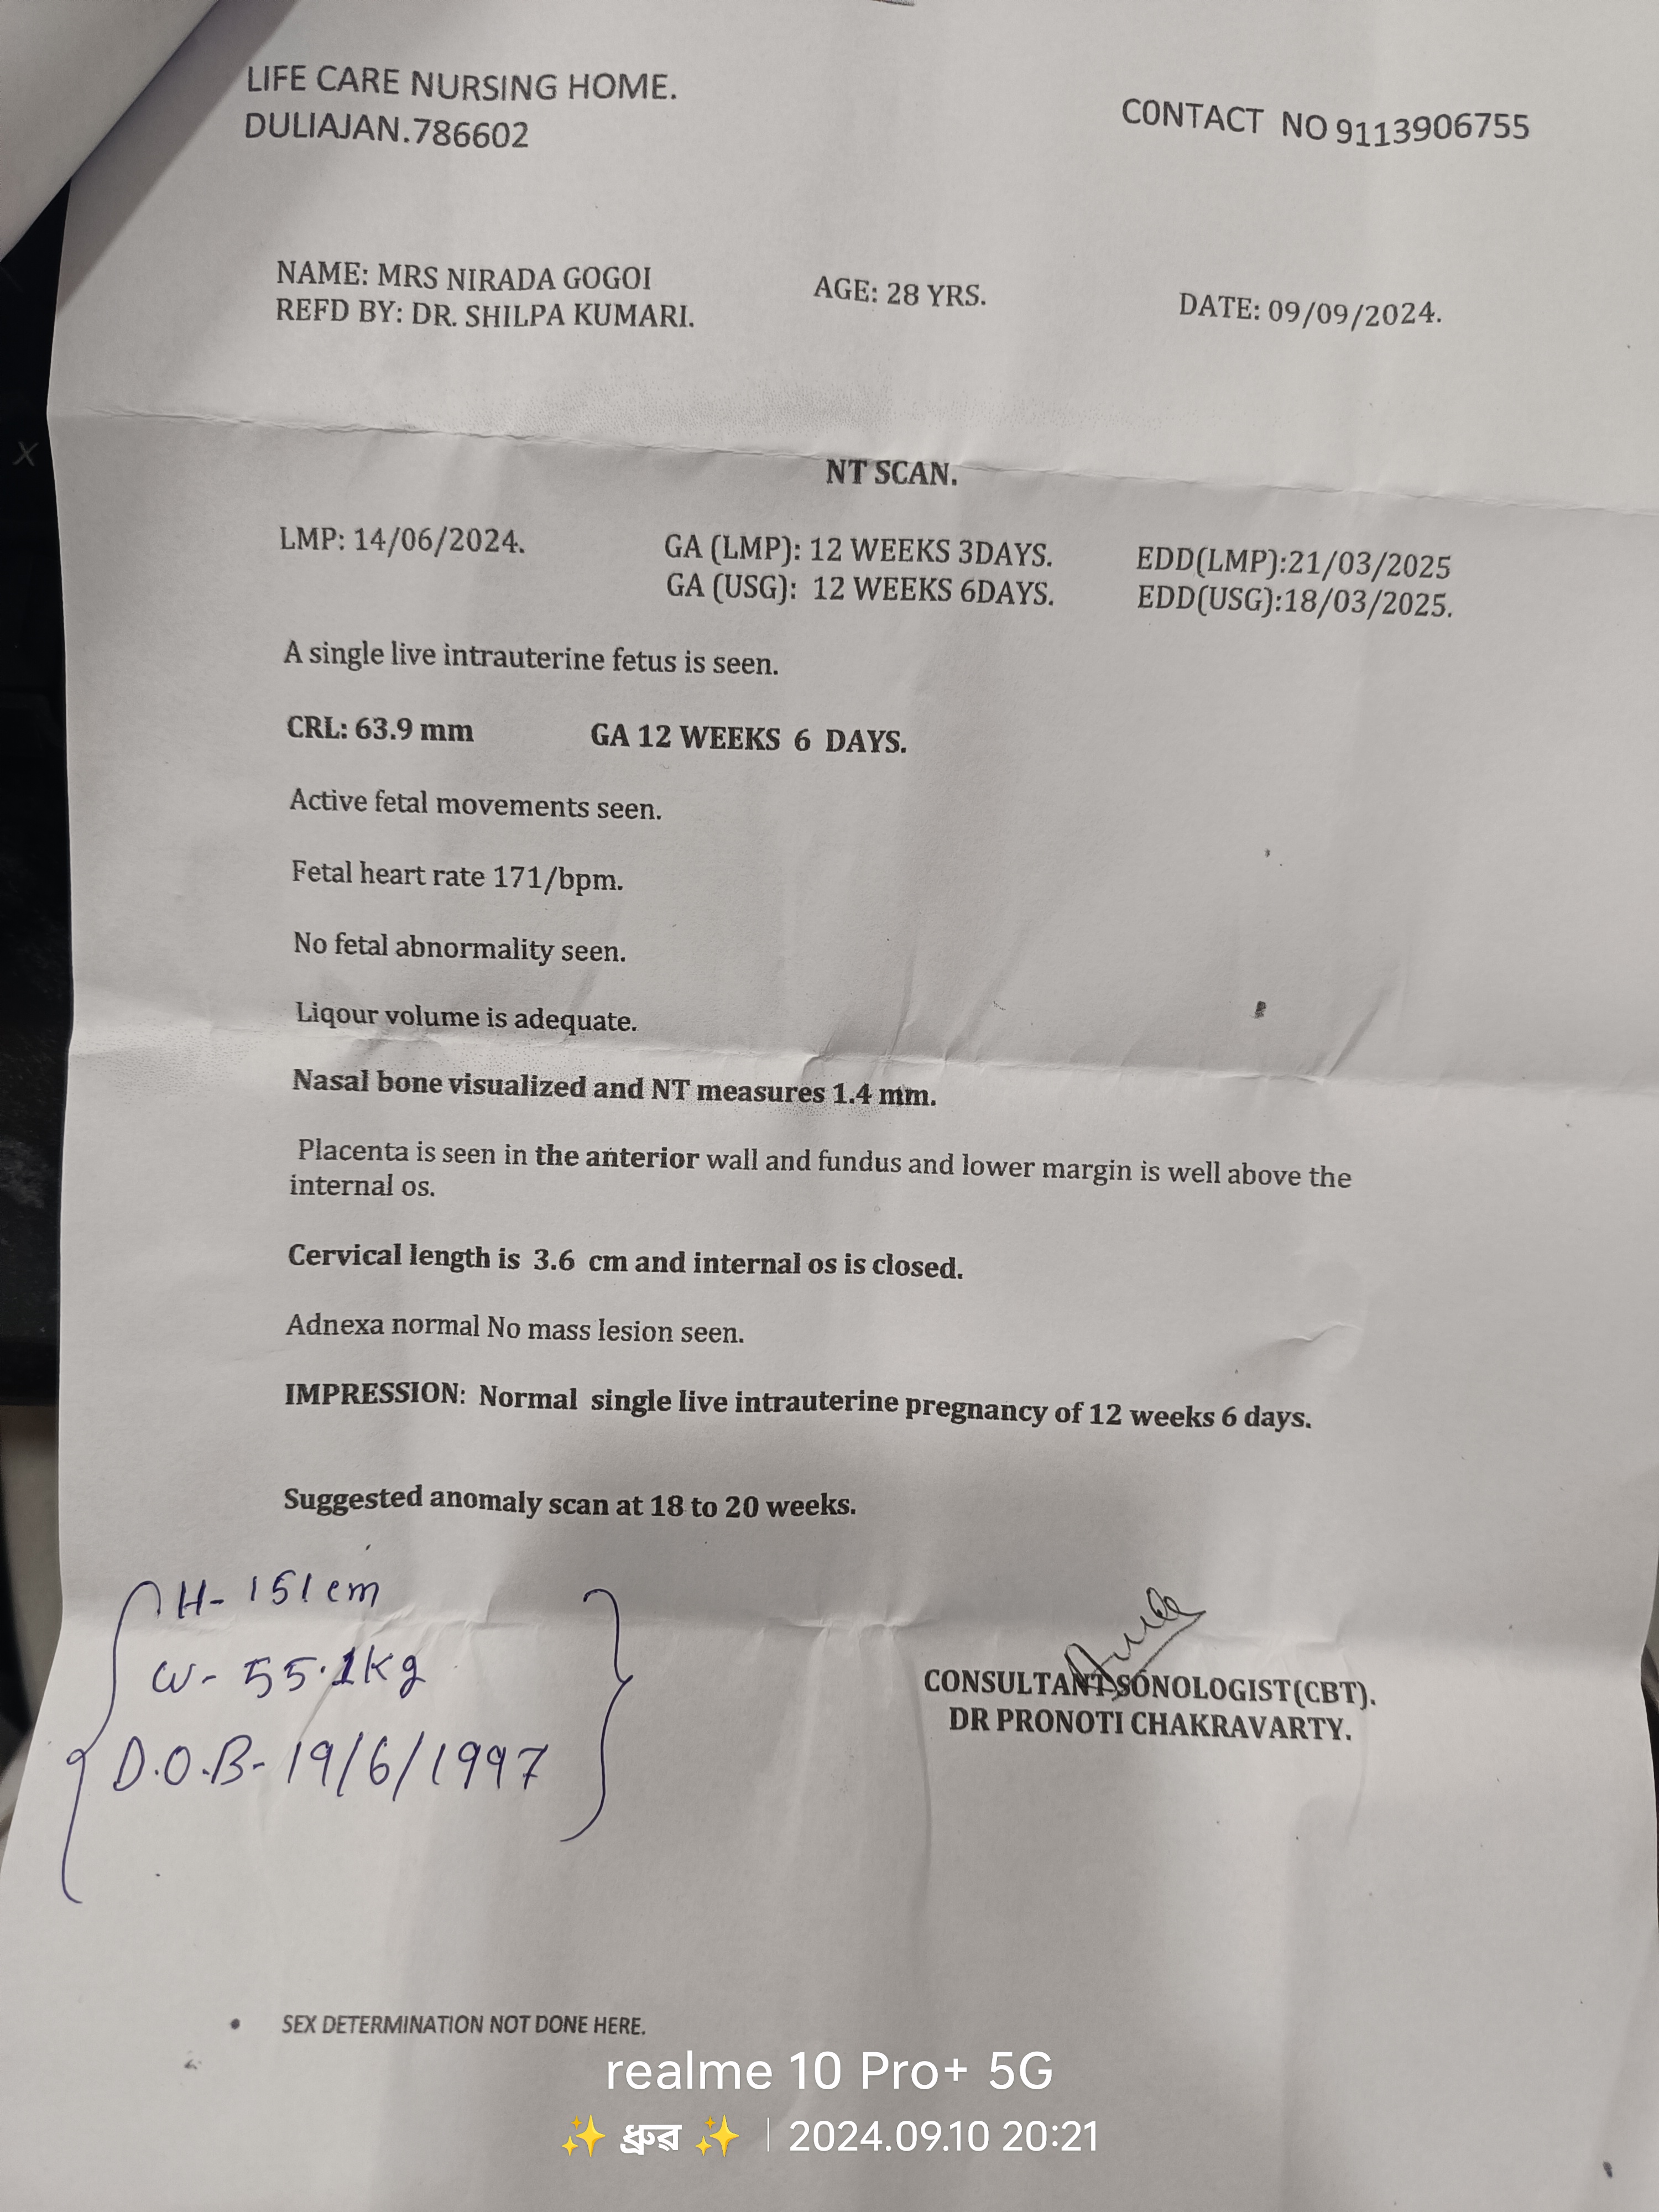 LIFE CARE NURSING HOME.
DULIAJAN.786602
CONTACT NO 9113906755
NAME: MRS NIRADA GOGOI
AGE: 28 YRS.
DATE: 09/09/2024.
REFD BY: DR. SHILPA KUMARI.
NT SCAN.
LMP: 14/06/2024.
GA (LMP): 12 WEEKS 3DAYS.
EDD(LMP):21/03/2025
GA (USG): 12 WEEKS 6DAYS.
EDD(USG):18/03/2025.
A single live intrauterine fetus is seen.
CRL: 63.9 mm
GA 12 WEEKS 6 DAYS.
Active fetal movements seen.
Fetal heart rate 171/bpm.
No fetal abnormality seen.
Liqour volume is adequate.
Nasal bone visualized and NT measures 1.4 mm.
Placenta is seen in the anterior wall and fundus and lower margin is well above the
internal os.
Cervical length is 3.6 cm and internal os is closed.
Adnexa normal No mass lesion seen.
IMPRESSION: Normal single live intrauterine pregnancy of 12 weeks 6 days.
Suggested anomaly scan at 18 to 20 weeks.
H- 151cm
W- 55.1kg
D.O.B- 19/6/1997
CONSULTANT SONOLOGIST(CBT).
DR PRONOTI CHAKRAVARTY.
• SEX DETERMINATION NOT DONE HERE.
realme 10 Pro+ 5G
✨ ধ্ৰুৱ ✨ | 2024.09.10 20:21